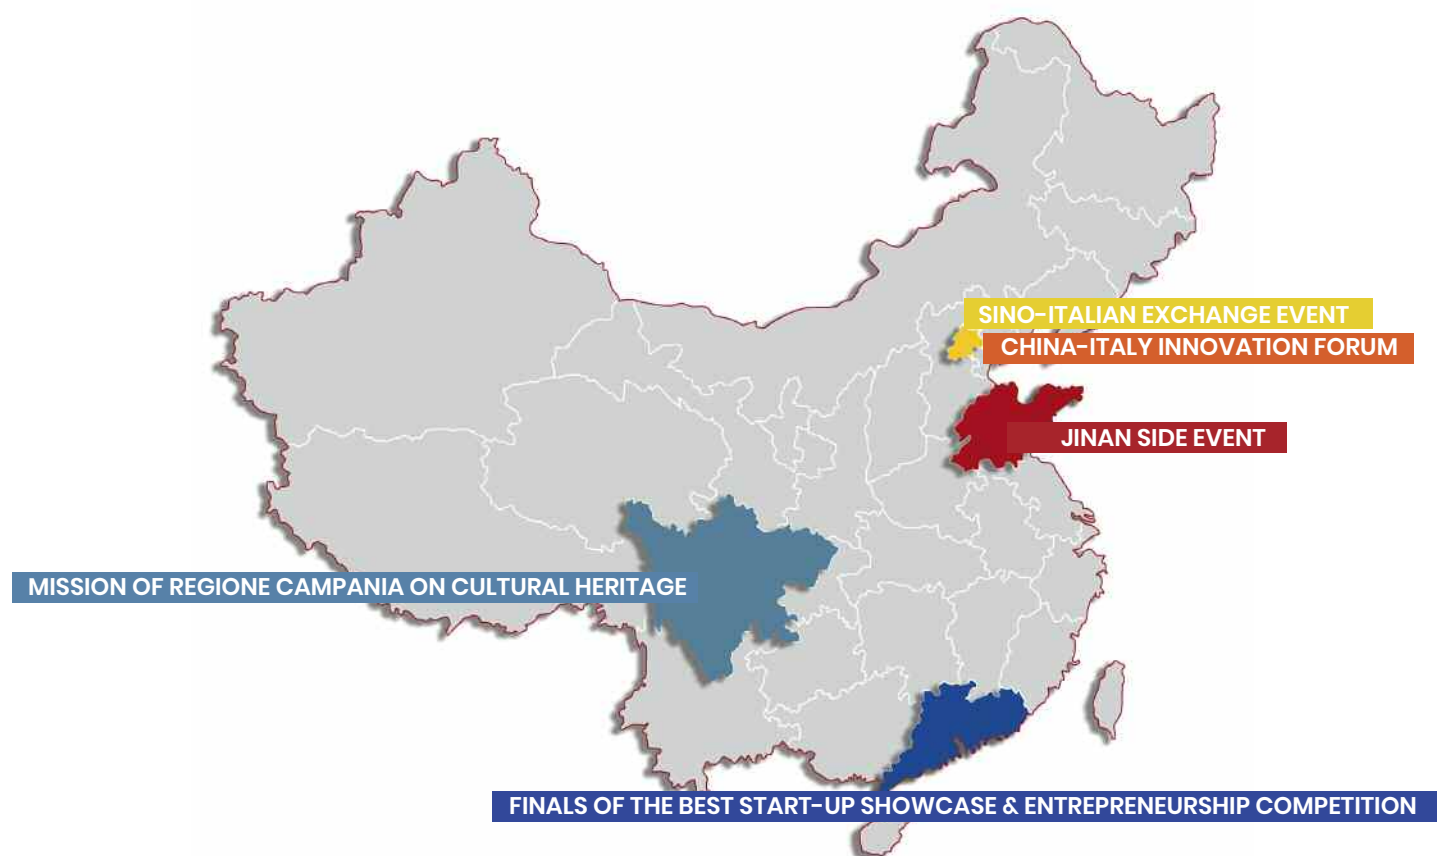 SINO-ITALIAN EXCHANGE EVENT
CHINA-ITALY INNOVATION FORUM
JINAN SIDE EVENT
MISSION OF REGIONE CAMPANIA ON CULTURAL HERITAGE
FINALS OF THE BEST START-UP SHOWCASE & ENTREPRENEURSHIP COMPETITION